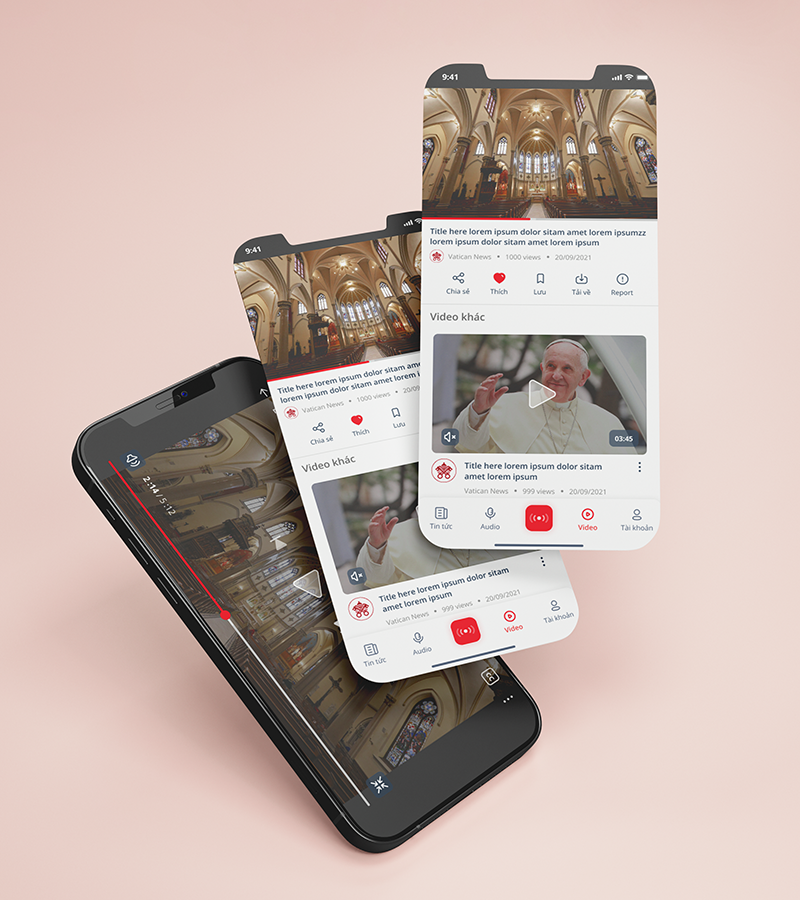 9:41
Title here lorem ipsum dolor sitam amet lorem ipsumzz
lorem ipsum dolor sitam amet lorem ipsum
Vatican News • 1000 views • 20/09/2021
Chia sẻ Thích Lưu Tải về Report
Video khác
03:45
Title here lorem ipsum dolor sitam
amet lorem ipsum
Vatican News • 999 views • 20/09/2021
Tin tức Audio Video Tài khoản
9:41
Title here lorem ipsum dolor sitam ame
lorem ipsum dolor sitam amet lorem
Vatican News • 1000 views • 20/09
Chia sẻ Thích Lưu
Video khác
Title here lorem ipsum dolor sitam
amet lorem ipsum
Vatican News • 999 views • 20/09/2021
Tin tức Audio Video Tài khoản
2:14 / 5:12